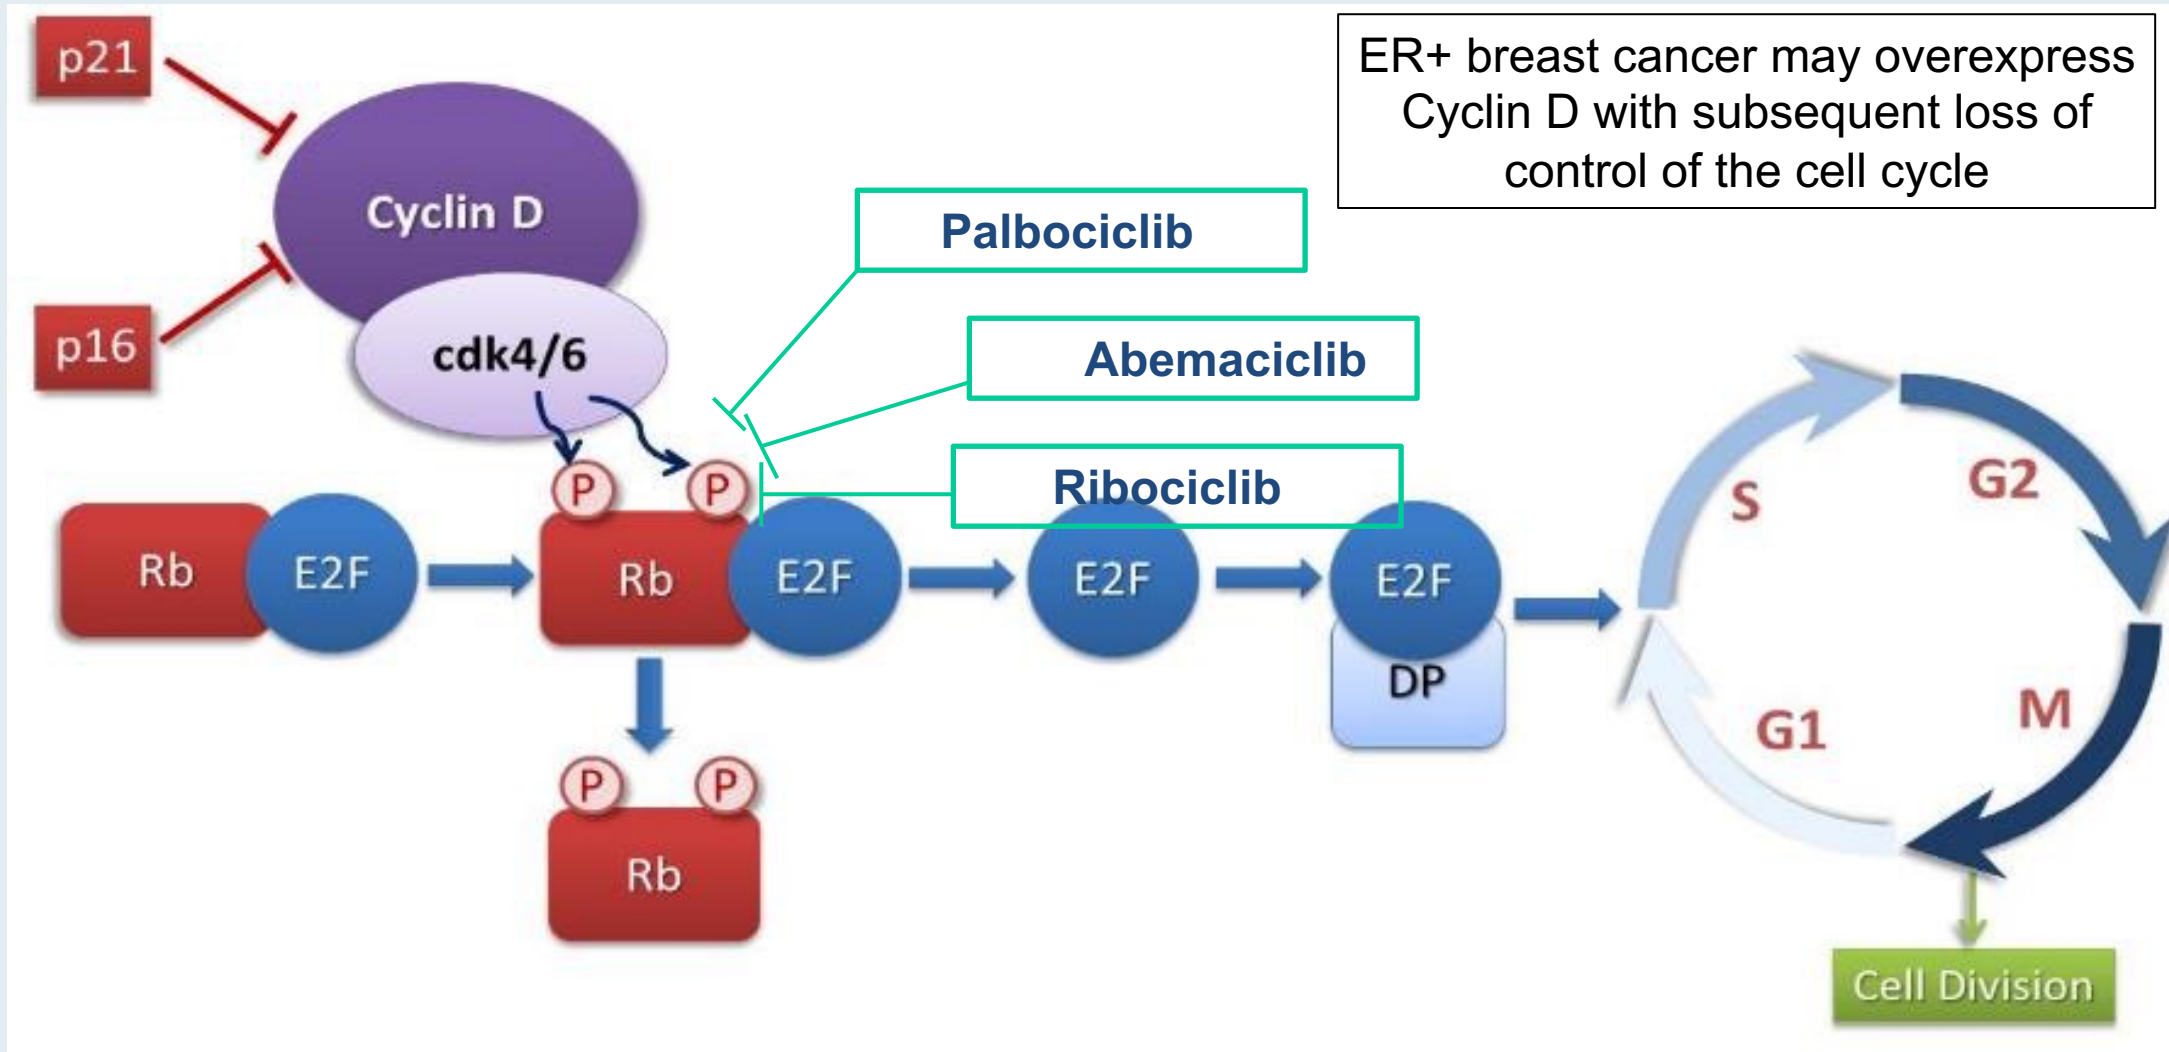 p21
ER+ breast cancer may overexpress
Cyclin D with subsequent loss of
control of the cell cycle
Cyclin D
Palbociclib
p16
cdk4/6
Abemaciclib
Ribociclib
P
P
Rb
E2F
Rb
E2F
E2F
E2F
DP
S
G2
G1
M
P
P
Rb
Cell Division